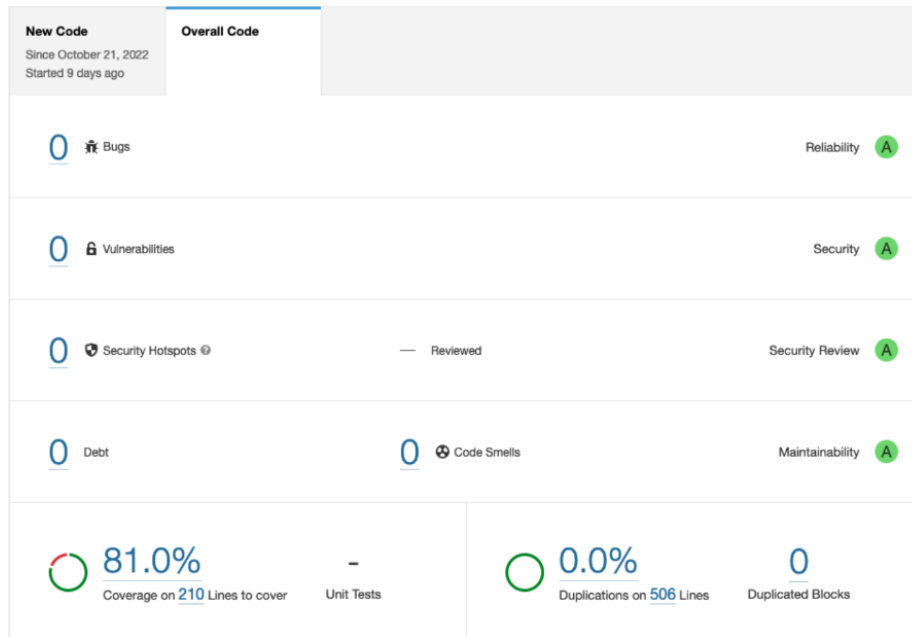 New Code
Since October 21, 2022
Started 9 days ago
Overall Code
0 Bugs
Reliability A
0 Vulnerabilities
Security A
0 Security Hotspots ?
— Reviewed
Security Review A
0 Debt
0 Code Smells
Maintainability A
81.0%
Coverage on 210 Lines to cover
-
Unit Tests
0.0%
Duplications on 506 Lines
0
Duplicated Blocks